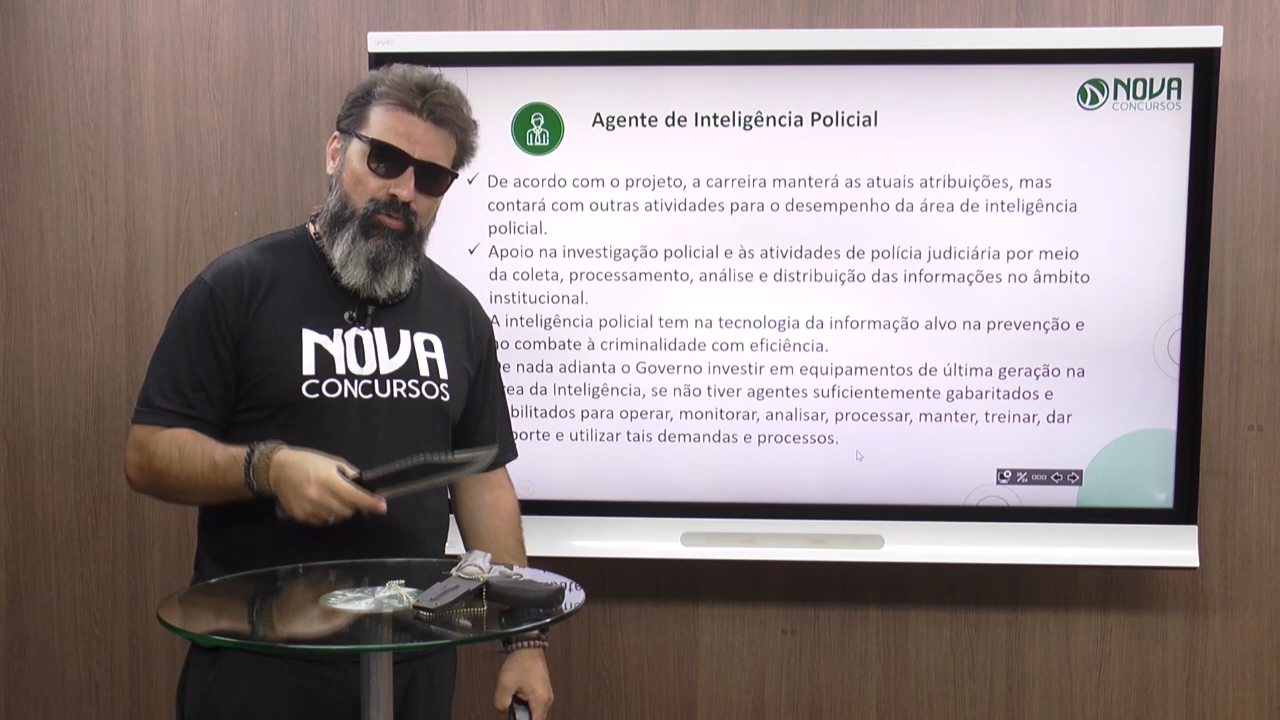 SMART
NOVA
CONCURSOS
Agente de Inteligência Policial
De acordo com o projeto, a carreira manterá as atuais atribuições, mas
contará com outras atividades para o desempenho da área de inteligência
policial.
Apoio na investigação policial e às atividades de polícia judiciária por meio
da coleta, processamento, análise e distribuição das informações no âmbito
institucional.
A inteligência policial tem na tecnologia da informação alvo na prevenção e
no combate à criminalidade com eficiência.
nada adianta o Governo investir em equipamentos de última geração na
da Inteligência, se não tiver agentes suficientemente gabaritados e
para operar, monitorar, analisar, processar, manter, treinar, dar
e utilizar tais demandas e processos.
NOVA
CONCURSOS